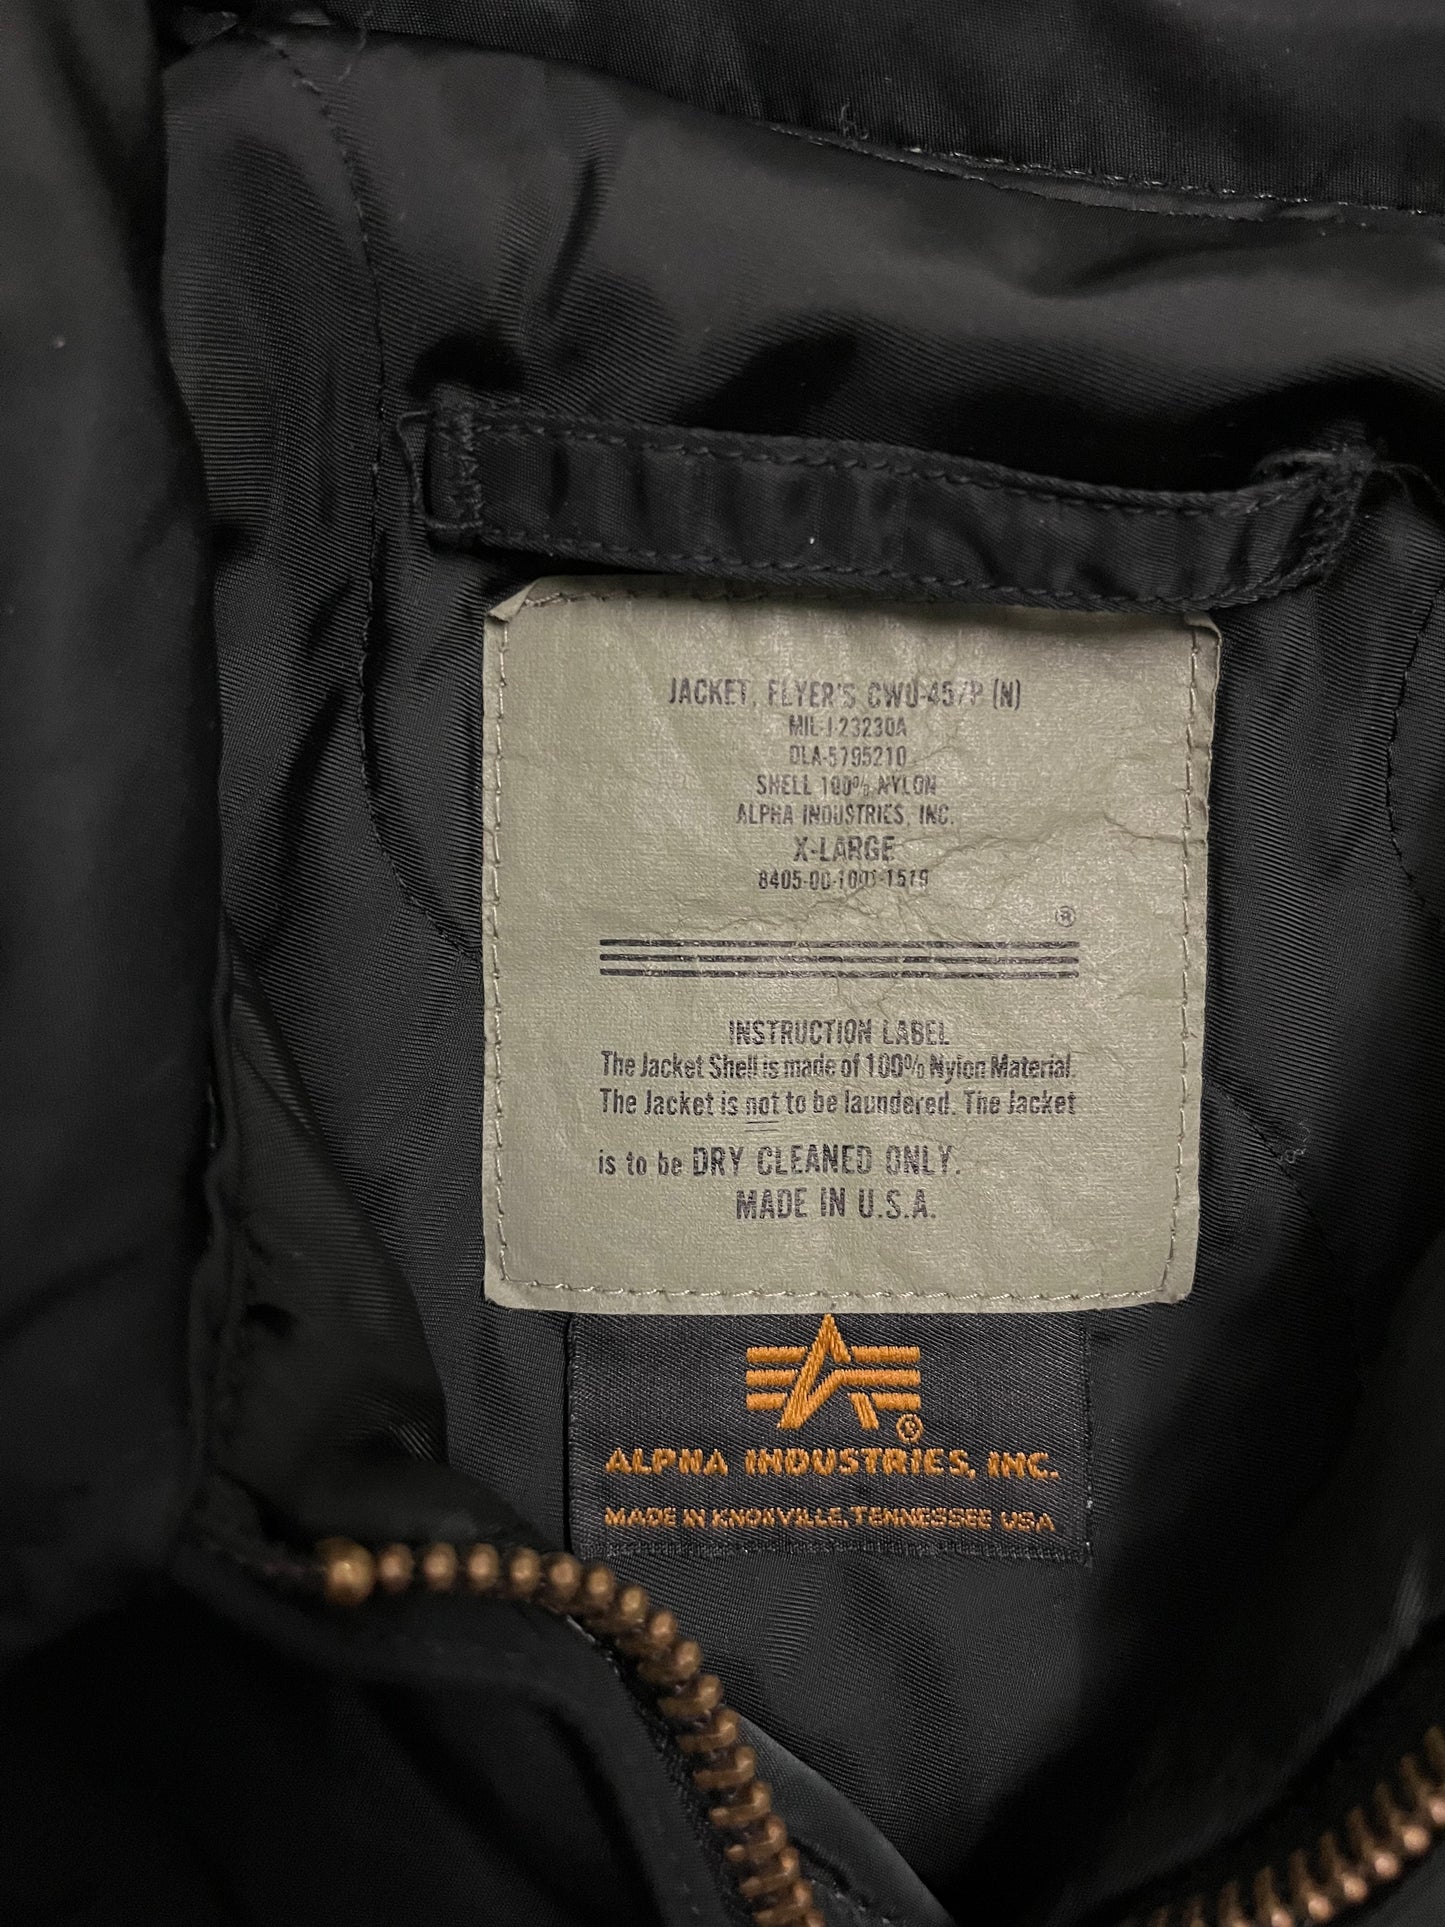 JACKET, FLYER'S CWU-457P (N)
MIL-J-23230A
DLA-5795210
SHELL 100% NYLON
ALPHA INDUSTRIES, INC.
X-LARGE
8405-00-1001-1519
®
INSTRUCTION LABEL
The Jacket Shell is made of 100% Nylon Material.
The Jacket is not to be laundered. The Jacket
is to be DRY CLEANED ONLY.
MADE IN U.S.A.
®
ALPHA INDUSTRIES, INC.
MADE IN KNOXVILLE, TENNESSEE USA